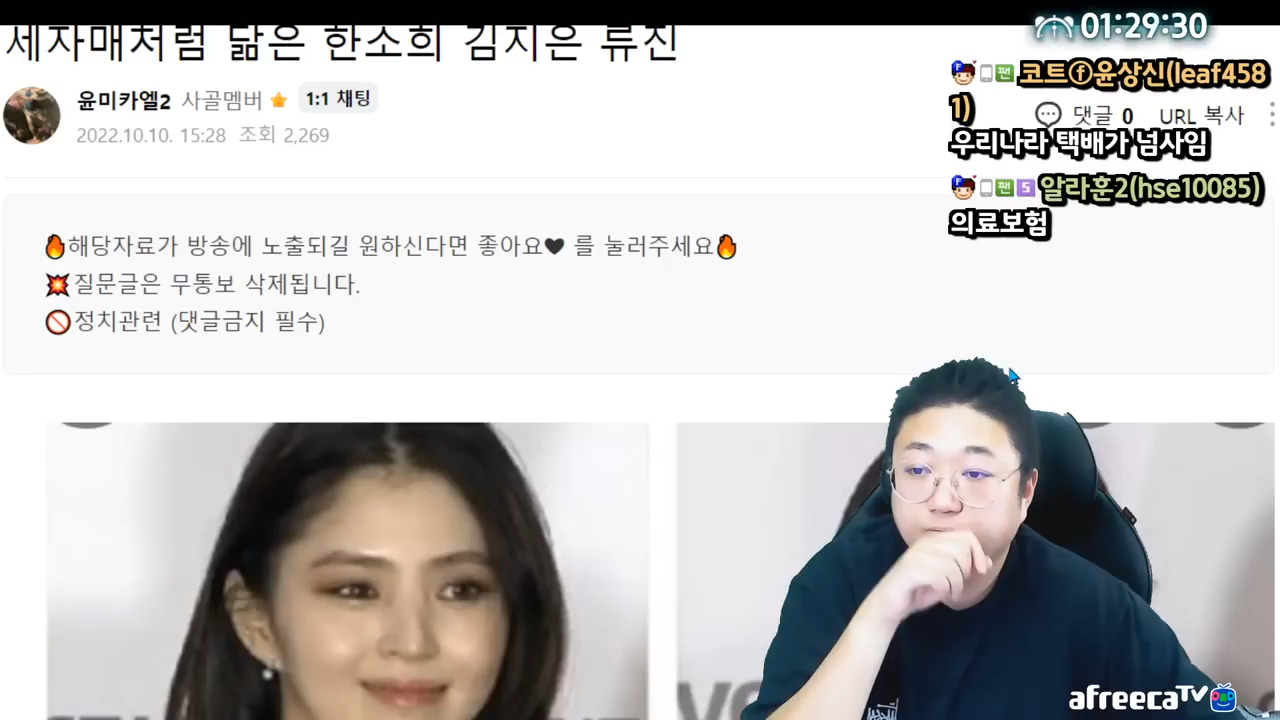 세자매처럼 닮은 한소희 김지은 류진
윤미카엘2 사골멤버 1:1 채팅
2022.10.10. 15:28 조회 2,269
댓글 0 URL 복사
🔥해당자료가 방송에 노출되길 원하신다면 좋아요🖤 를 눌러주세요🔥
💥질문글은 무통보 삭제됩니다.
🚫정치관련 (댓글금지 필수)
01:29:30
코트ⓕ윤상신(leaf458
1)
우리나라 택배가 넘사임
알라훈2(hse10085)
의료보험
afreecaTV